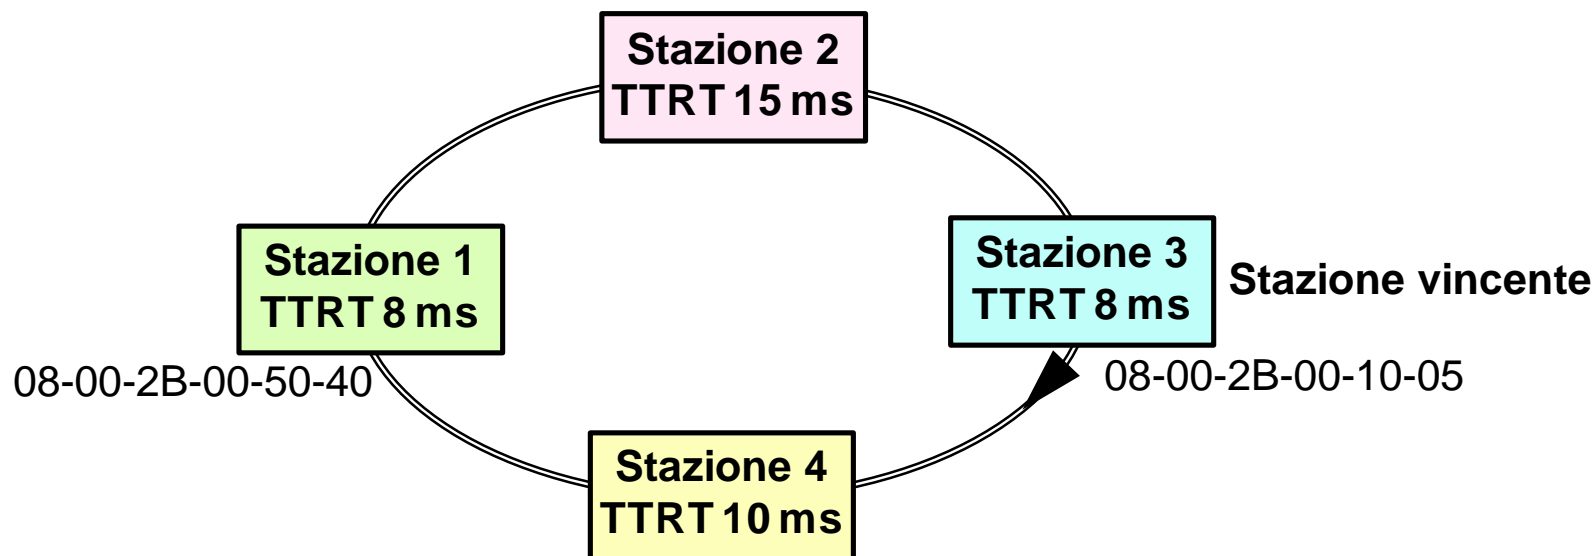 Stazione 2
TTRT 15 ms
Stazione 1
TTRT 8 ms
Stazione 3
TTRT 8 ms
Stazione vincente
08-00-2B-00-50-40
08-00-2B-00-10-05
Stazione 4
TTRT 10 ms